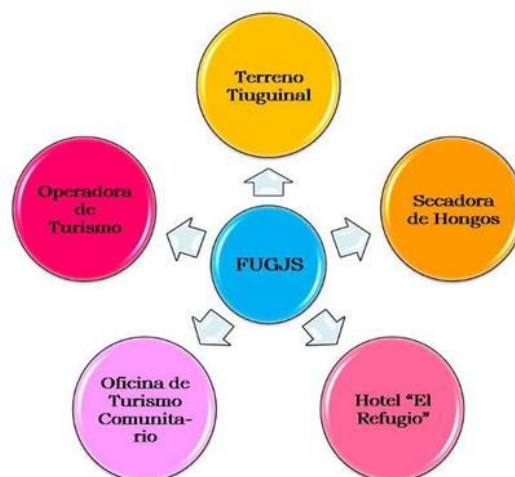 Terreno
Tiuguinal
Operadora
de
Turismo
Secadora
de Hongos
FUGJS
Oficina de
Turismo
Comunita-
rio
Hotel “El
Refugio”